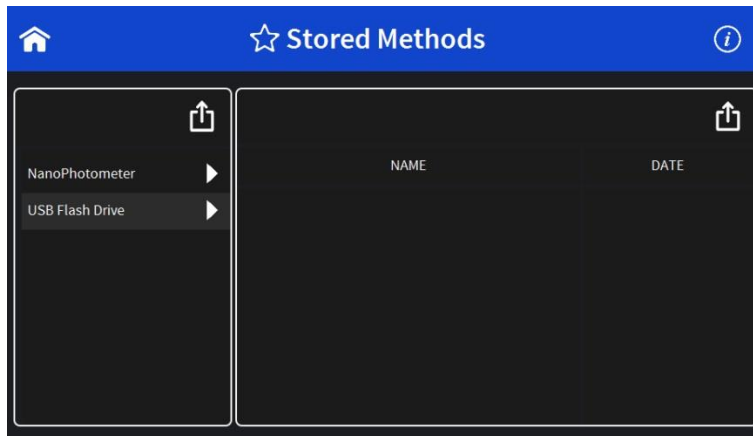 Stored Methods
i
NanoPhotometer
USB Flash Drive
NAME DATE